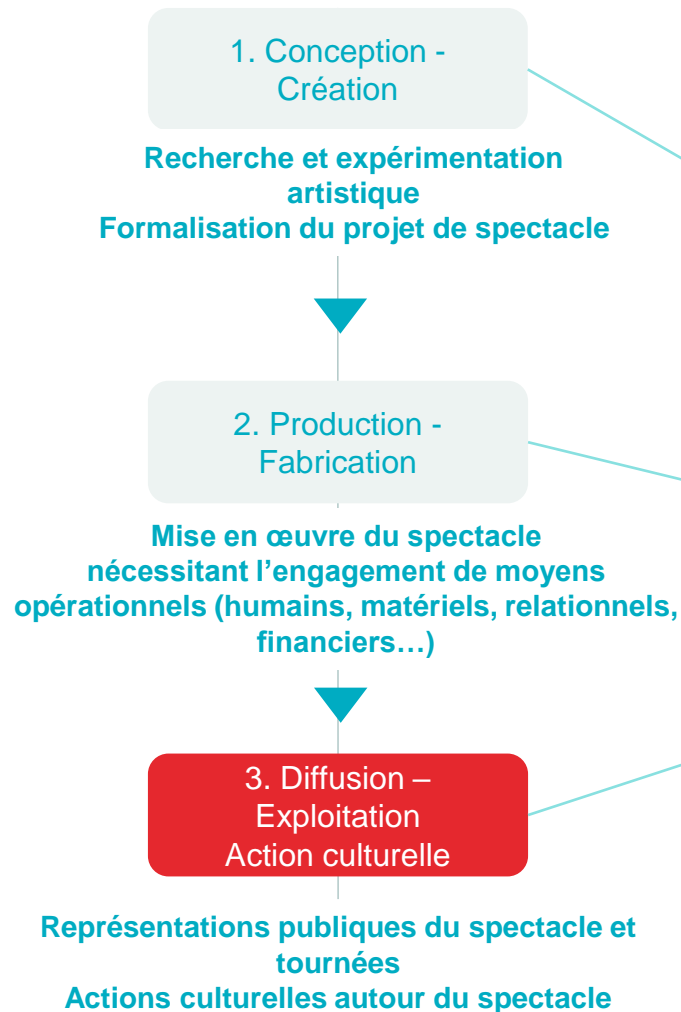 1. Conception -
Création
Recherche et expérimentation
artistique
Formalisation du projet de spectacle
2. Production -
Fabrication
Mise en œuvre du spectacle
nécessitant l’engagement de moyens
opérationnels (humains, matériels, relationnels,
financiers…)
3. Diffusion –
Exploitation
Action culturelle
Représentations publiques du spectacle et
tournées
Actions culturelles autour du spectacle